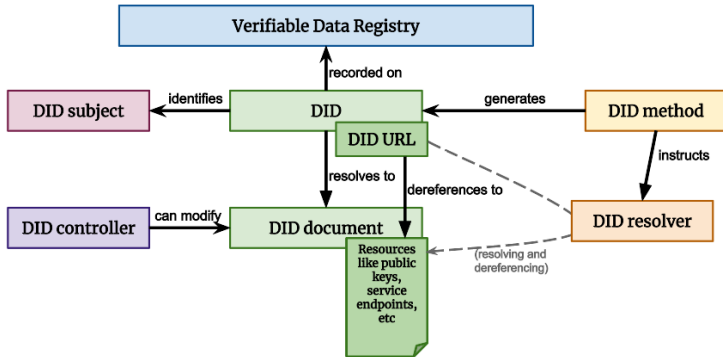 Verifiable Data Registry
recorded on
DID subject
identifies
DID
generates
DID method
DID URL
instructs
resolves to
dereferences to
DID controller
can modify
DID document
DID resolver
Resources
like public
keys,
service
endpoints,
etc
(resolving and
dereferencing)